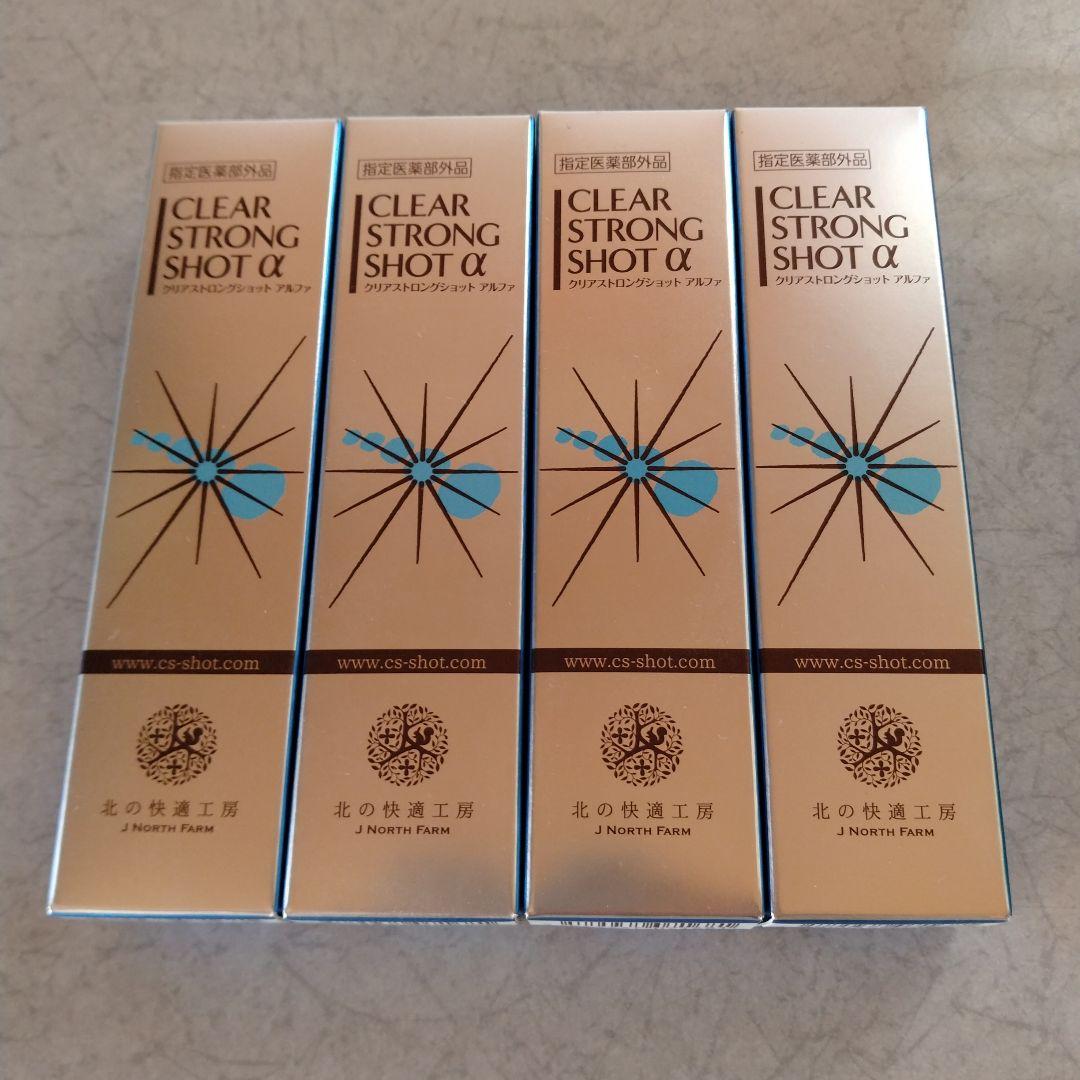 指定医薬部外品
CLEAR
STRONG
SHOT α
クリアストロングショット アルファ
www.cs-shot.com
北の快適工房
J NORTH FARM
指定医薬部外品
CLEAR
STRONG
SHOT α
クリアストロングショット アルファ
www.cs-shot.com
北の快適工房
J NORTH FARM
指定医薬部外品
CLEAR
STRONG
SHOT α
クリアストロングショット アルファ
www.cs-shot.com
北の快適工房
J NORTH FARM
指定医薬部外品
CLEAR
STRONG
SHOT α
クリアストロングショット アルファ
www.cs-shot.com
北の快適工房
J NORTH FARM